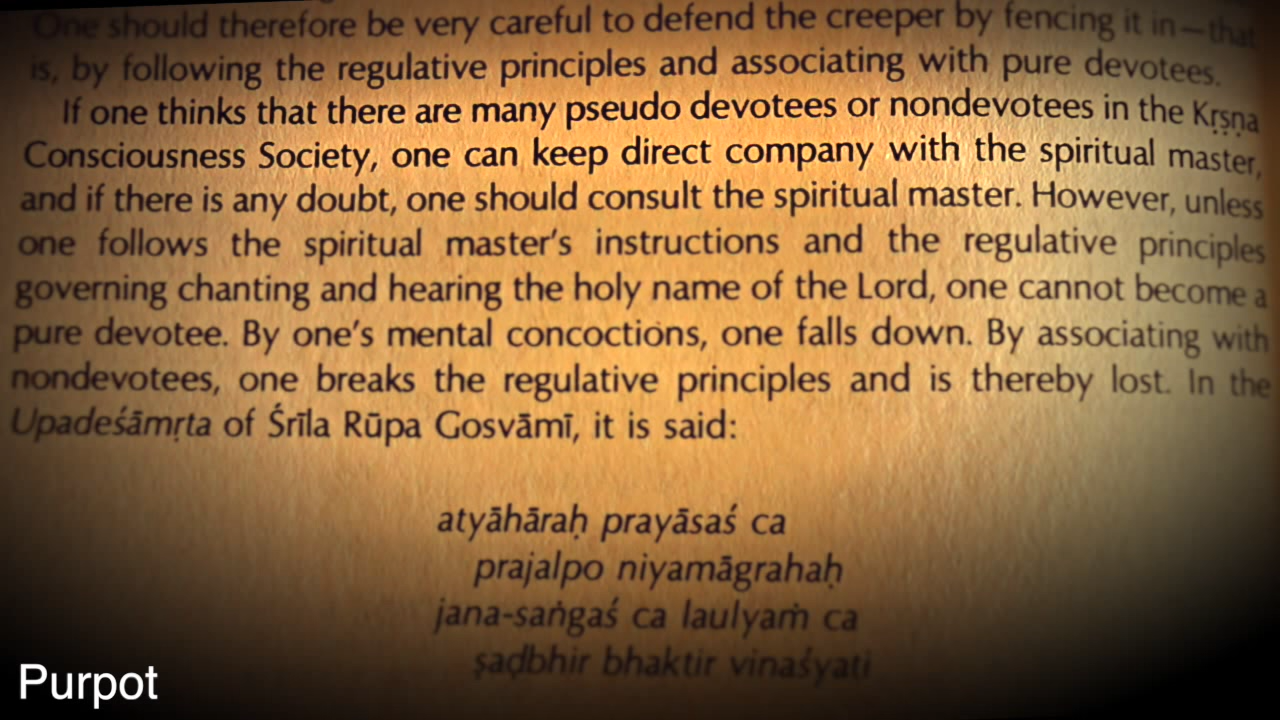 One should therefore be very careful to defend the creeper by fencing it in—that
is, by following the regulative principles and associating with pure devotees.
If one thinks that there are many pseudo devotees or nondevotees in the Kṛṣṇa
Consciousness Society, one can keep direct company with the spiritual master,
and if there is any doubt, one should consult the spiritual master. However, unless
one follows the spiritual master's instructions and the regulative principles
governing chanting and hearing the holy name of the Lord, one cannot become a
pure devotee. By one's mental concoctions, one falls down. By associating with
nondevotees, one breaks the regulative principles and is thereby lost. In the
Upadeśāmṛta of Śrīla Rūpa Gosvāmī, it is said:
atyāhāraḥ prayāsaś ca
prajalpo niyamāgrahaḥ
jana-saṅgaś ca laulyaṁ ca
ṣaḍbhir bhaktir vinaśyati
Purpot